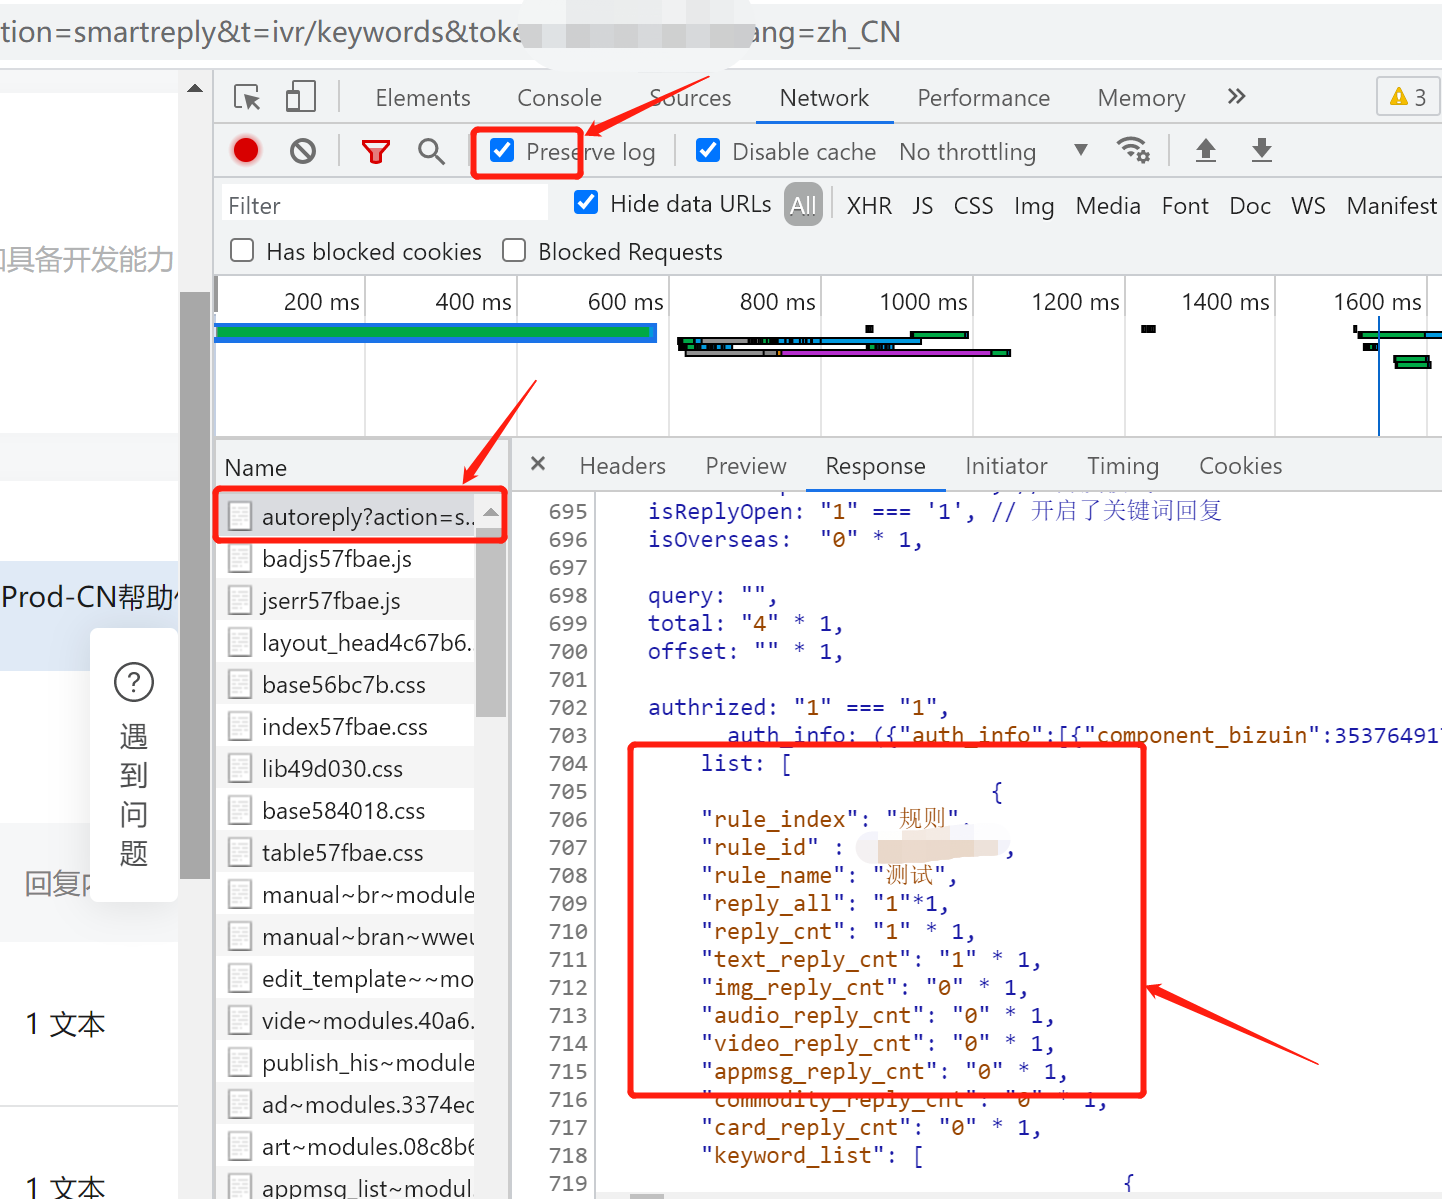 tion=smartreply&t=ivr/keywords&toke ang=zh_CN
Elements Console Sources Network Performance Memory » 3
Preserve log Disable cache No throttling
Filter Hide data URLs All XHR JS CSS Img Media Font Doc WS Manifest
Has blocked cookies Blocked Requests
具备开发能力
200 ms 400 ms 600 ms 800 ms 1000 ms 1200 ms 1400 ms 1600 ms
Name
Headers Preview Response Initiator Timing Cookies
autoreply?action=s...
badjs57fbae.js
jserr57fbae.js
layout_head4c67b6.
base56bc7b.css
index57fbae.css
lib49d030.css
base584018.css
table57fbae.css
manual~br~module
manual~bran~wweu
edit_template~~mo
vide~modules.40a6.
publish_his~module
ad~modules.3374ec
art~modules.08c8b6
appmsg_list~modul.
Prod-CN帮助
?
遇
到
问
题
回复
1 文本
1 文本
695 isReplyOpen: "1" === '1', // 开启了关键词回复
696 isOverseas: "0" * 1,
697
698 query: "",
699 total: "4" * 1,
700 offset: "" * 1,
701
702 authrized: "1" === "1",
703 auth_info: ({"auth_info":[{"component_bizuin":35376491
704 list: [
705 {
706 "rule_index": "规则",
707 "rule_id" : ,
708 "rule_name": "测试",
709 "reply_all": "1"*1,
710 "reply_cnt": "1" * 1,
711 "text_reply_cnt": "1" * 1,
712 "img_reply_cnt": "0" * 1,
713 "audio_reply_cnt": "0" * 1,
714 "video_reply_cnt": "0" * 1,
715 "appmsg_reply_cnt": "0" * 1,
716 "commodity_reply_cnt": "0" * 1,
717 "card_reply_cnt": "0" * 1,
718 "keyword_list": [
719 {